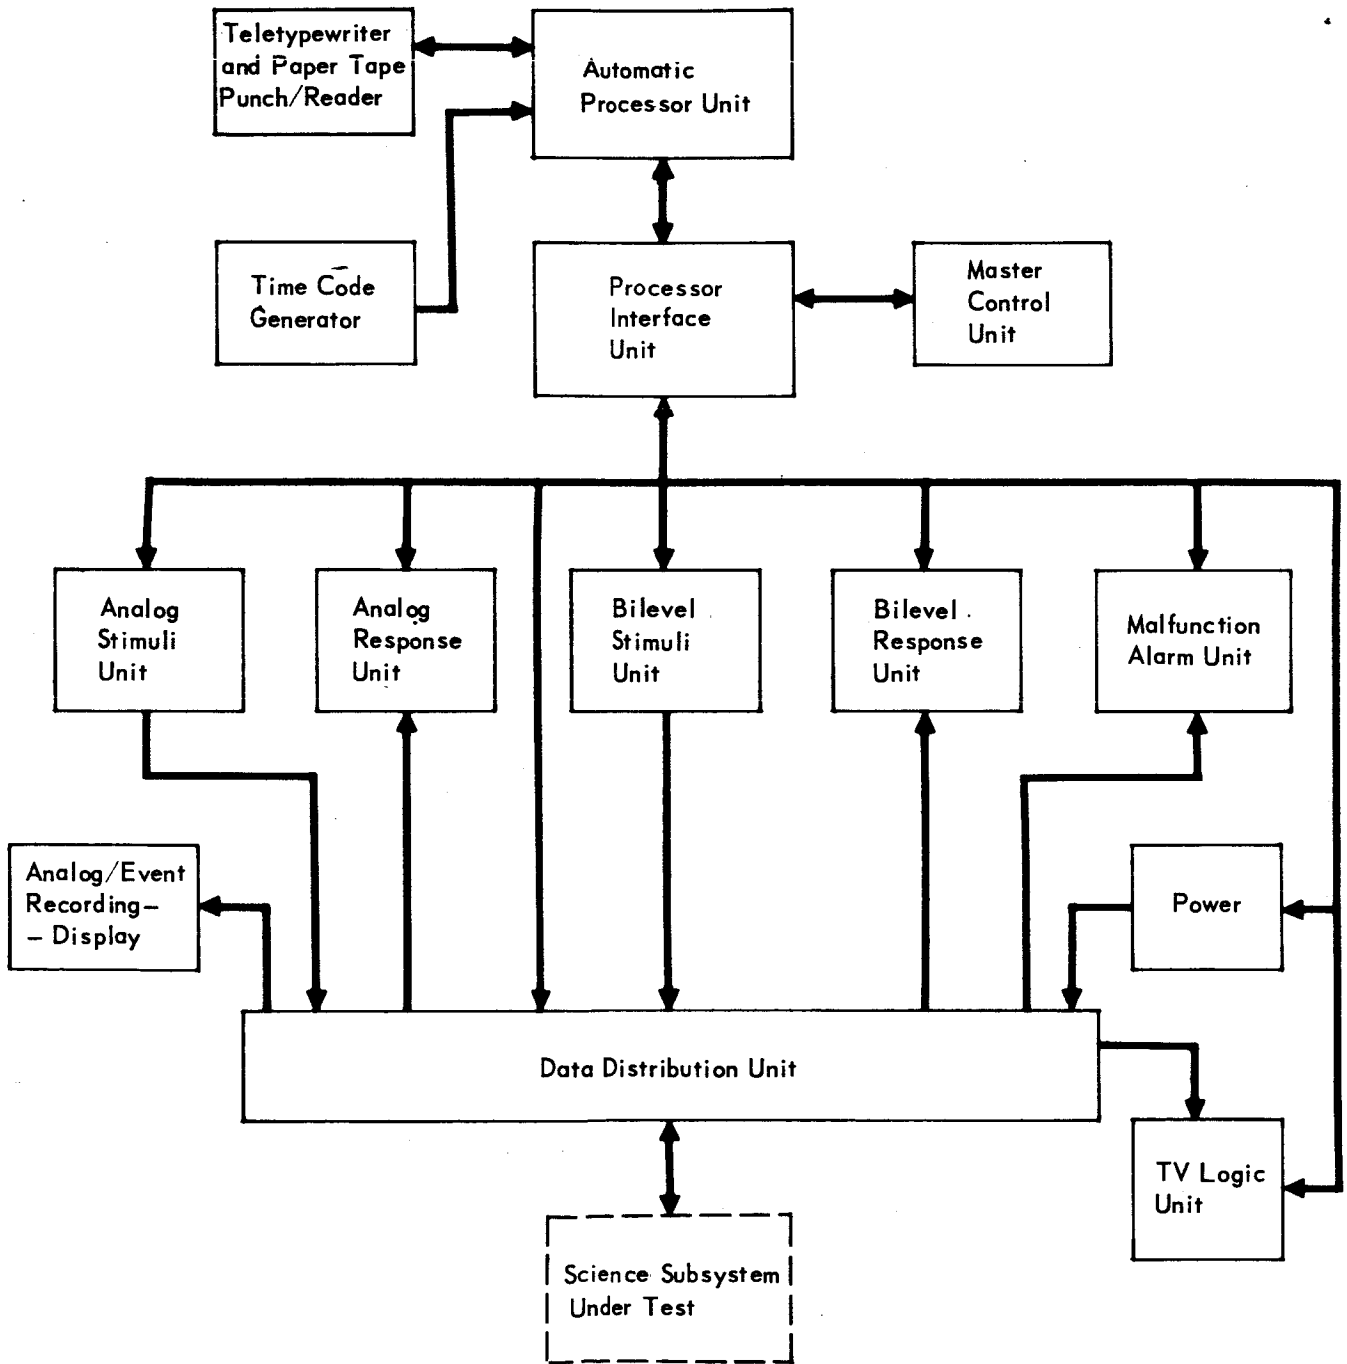 Teletypewriter
and Paper Tape
Punch/Reader
Automatic
Processor Unit
Time Code
Generator
Processor
Interface
Unit
Master
Control
Unit
Analog
Stimuli
Unit
Analog
Response
Unit
Bilevel
Stimuli
Unit
Bilevel
Response
Unit
Malfunction
Alarm Unit
Analog/Event
Recording–
– Display
Power
Data Distribution Unit
TV Logic
Unit
Science Subsystem
Under Test